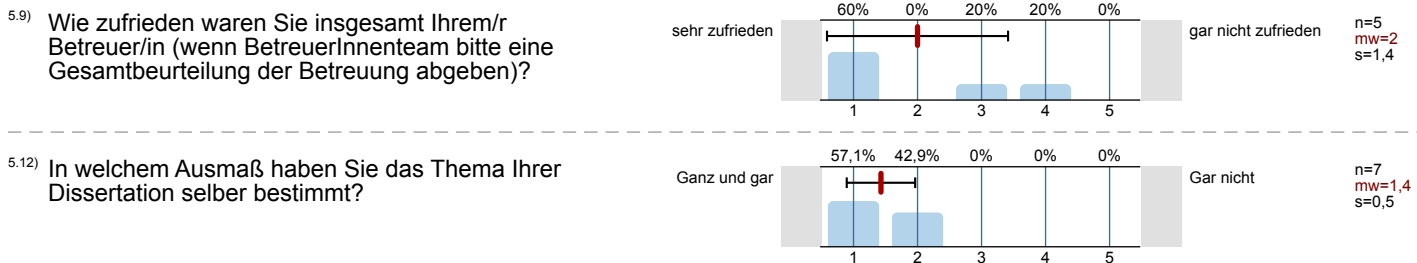 5.9) Wie zufrieden waren Sie insgesamt Ihrem/r
Betreuer/in (wenn BetreuerInnenteam bitte eine
Gesamtbeurteilung der Betreuung abgeben)?
60% 0% 20% 20% 0%
sehr zufrieden
gar nicht zufrieden
n=5
mw=2
s=1,4
1 2 3 4 5
5.12) In welchem Ausmaß haben Sie das Thema Ihrer
Dissertation selber bestimmt?
57,1% 42,9% 0% 0% 0%
Ganz und gar
Gar nicht
n=7
mw=1,4
s=0,5
1 2 3 4 5